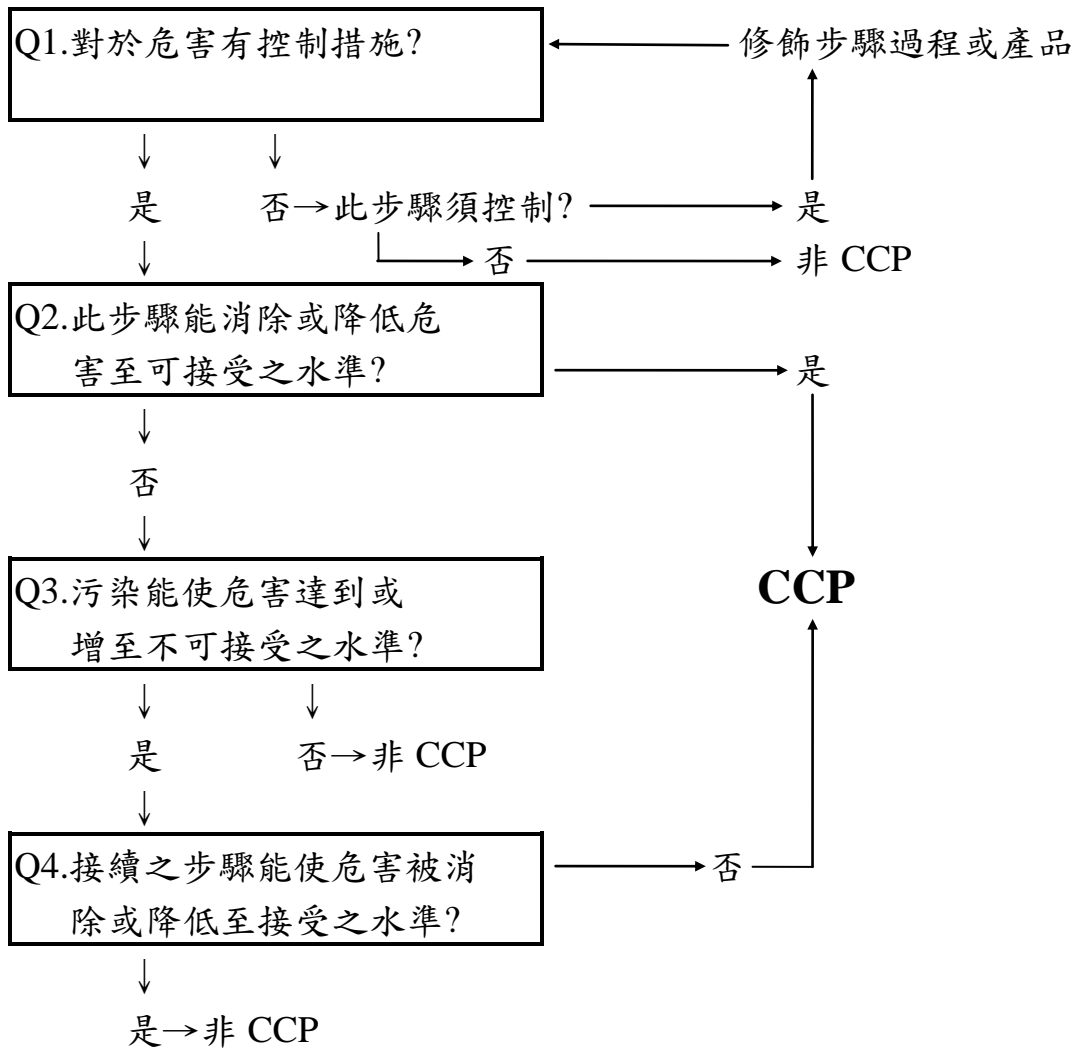 Q1.對於危害有控制措施?
修飾步驟過程或產品
↓ ↓
是 否→此步驟須控制? 是
否 非 CCP
↓
Q2.此步驟能消除或降低危
害至可接受之水準?
是
↓
否
↓
Q3.污染能使危害達到或
增至不可接受之水準?
CCP
↓ ↓
是 否→非 CCP
↓
Q4.接續之步驟能使危害被消
除或降低至接受之水準?
否
↓
是→非 CCP